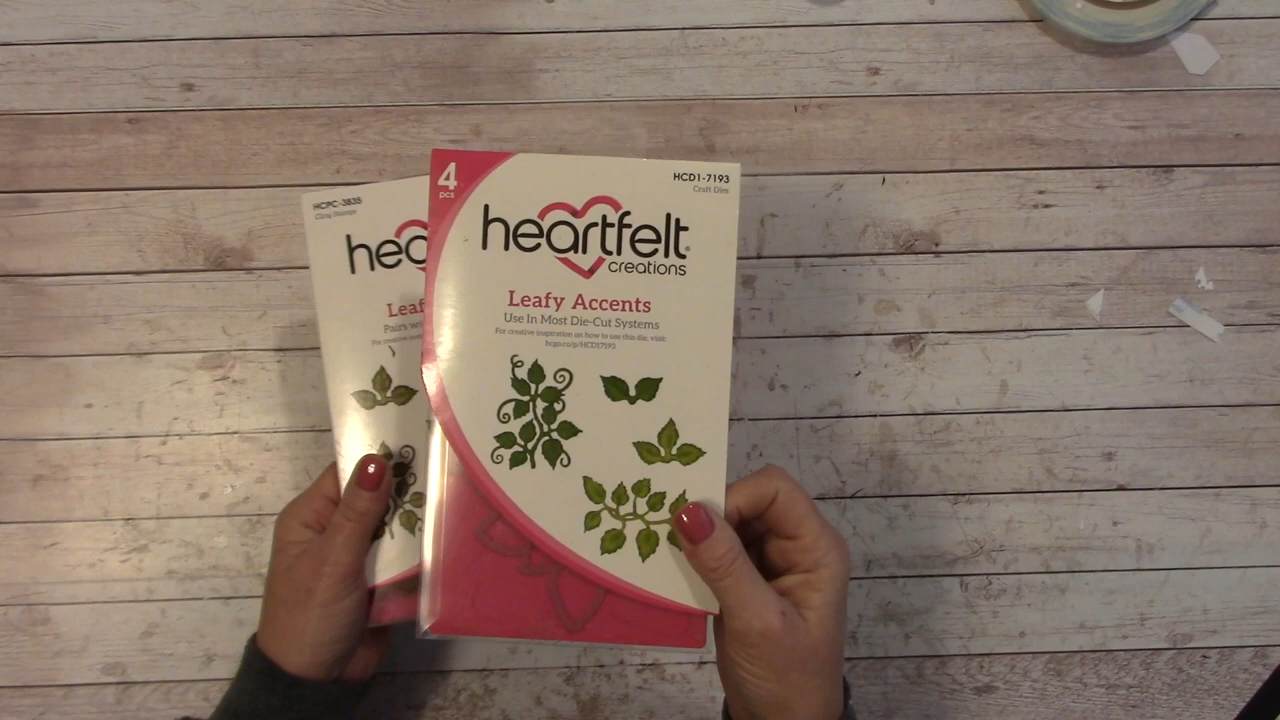 HCPC-3835
Cling Stamps
hea
Leaf
Pairs w
4
pcs
HCD1-7193
Craft Dies
heartfelt
creations
Leafy Accents
Use In Most Die-Cut Systems
For creative inspiration on how to use this die, visit:
hcgo.co/p/HCD17193